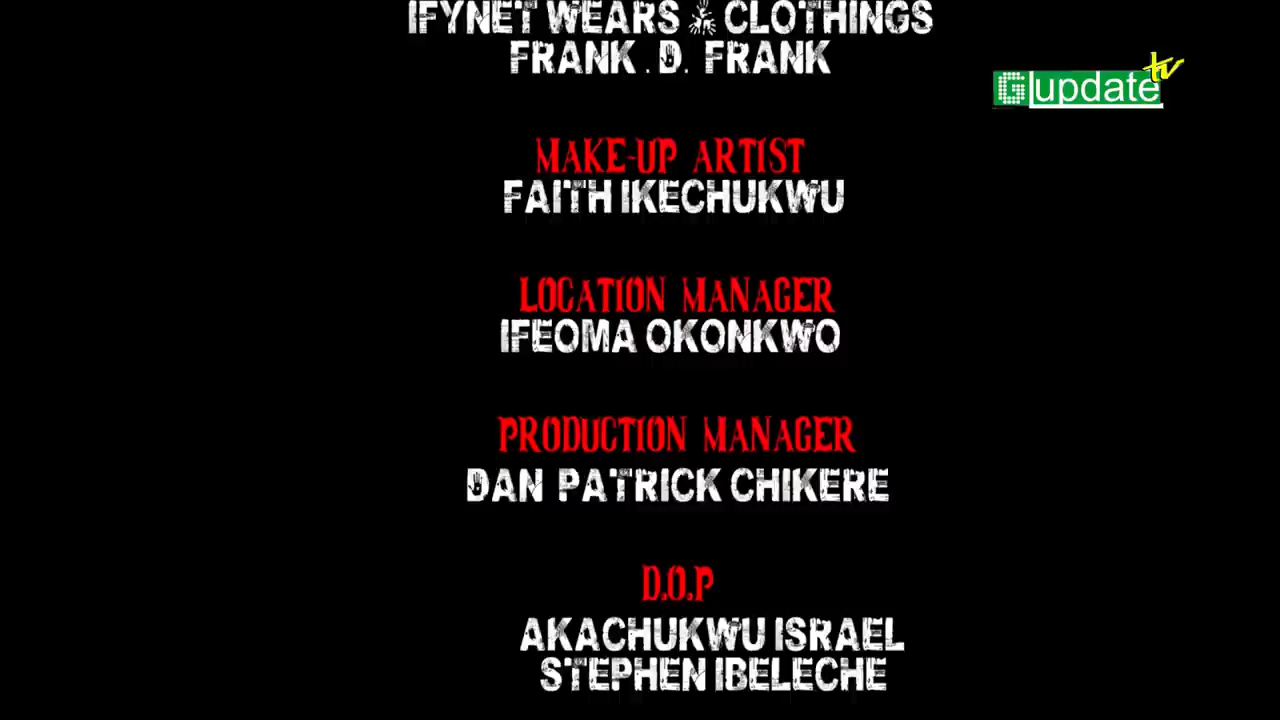 IFYNET WEARS & CLOTHINGS
FRANK . D. FRANK
Gupdate tv
MAKE-UP ARTIST
FAITH IKECHUKWU
LOCATION MANAGER
IFEOMA OKONKWO
PRODUCTION MANAGER
DAN PATRICK CHIKERE
D.O.P
AKACHUKWU ISRAEL
STEPHEN IBELECHE